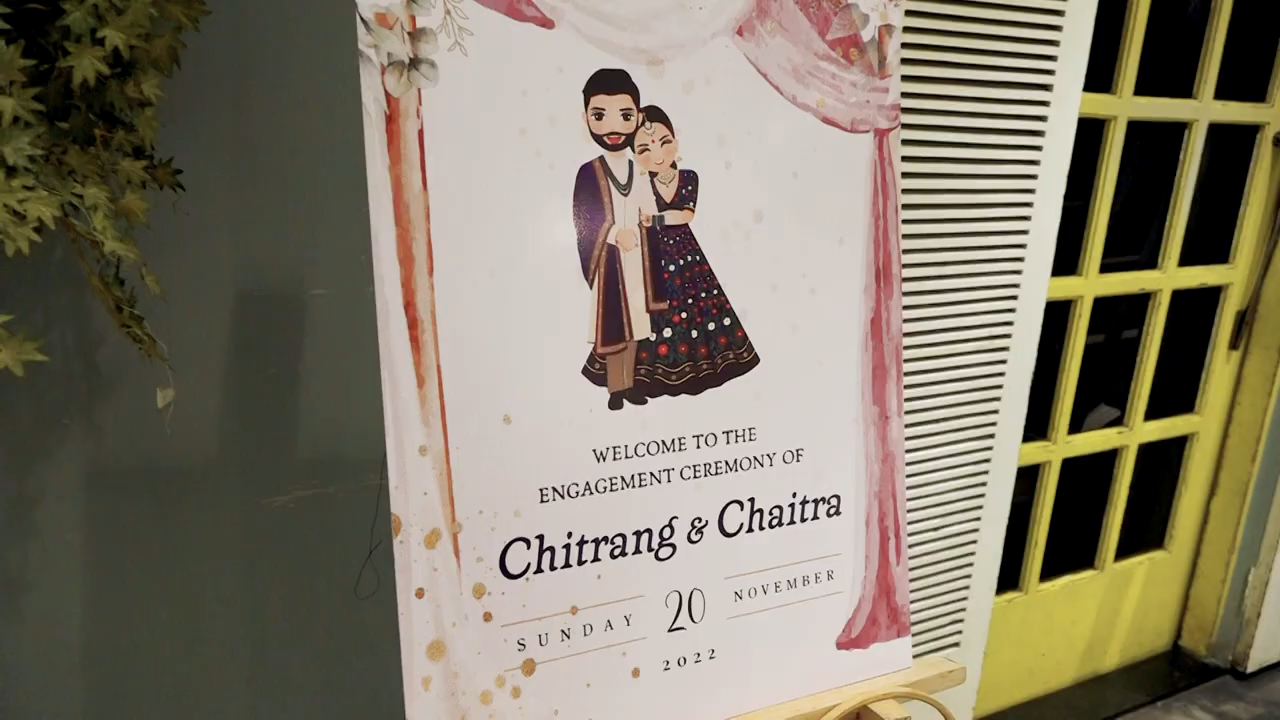 WELCOME TO THE
ENGAGEMENT CEREMONY OF
Chitrang & Chaitra
SUNDAY 20 NOVEMBER
2022